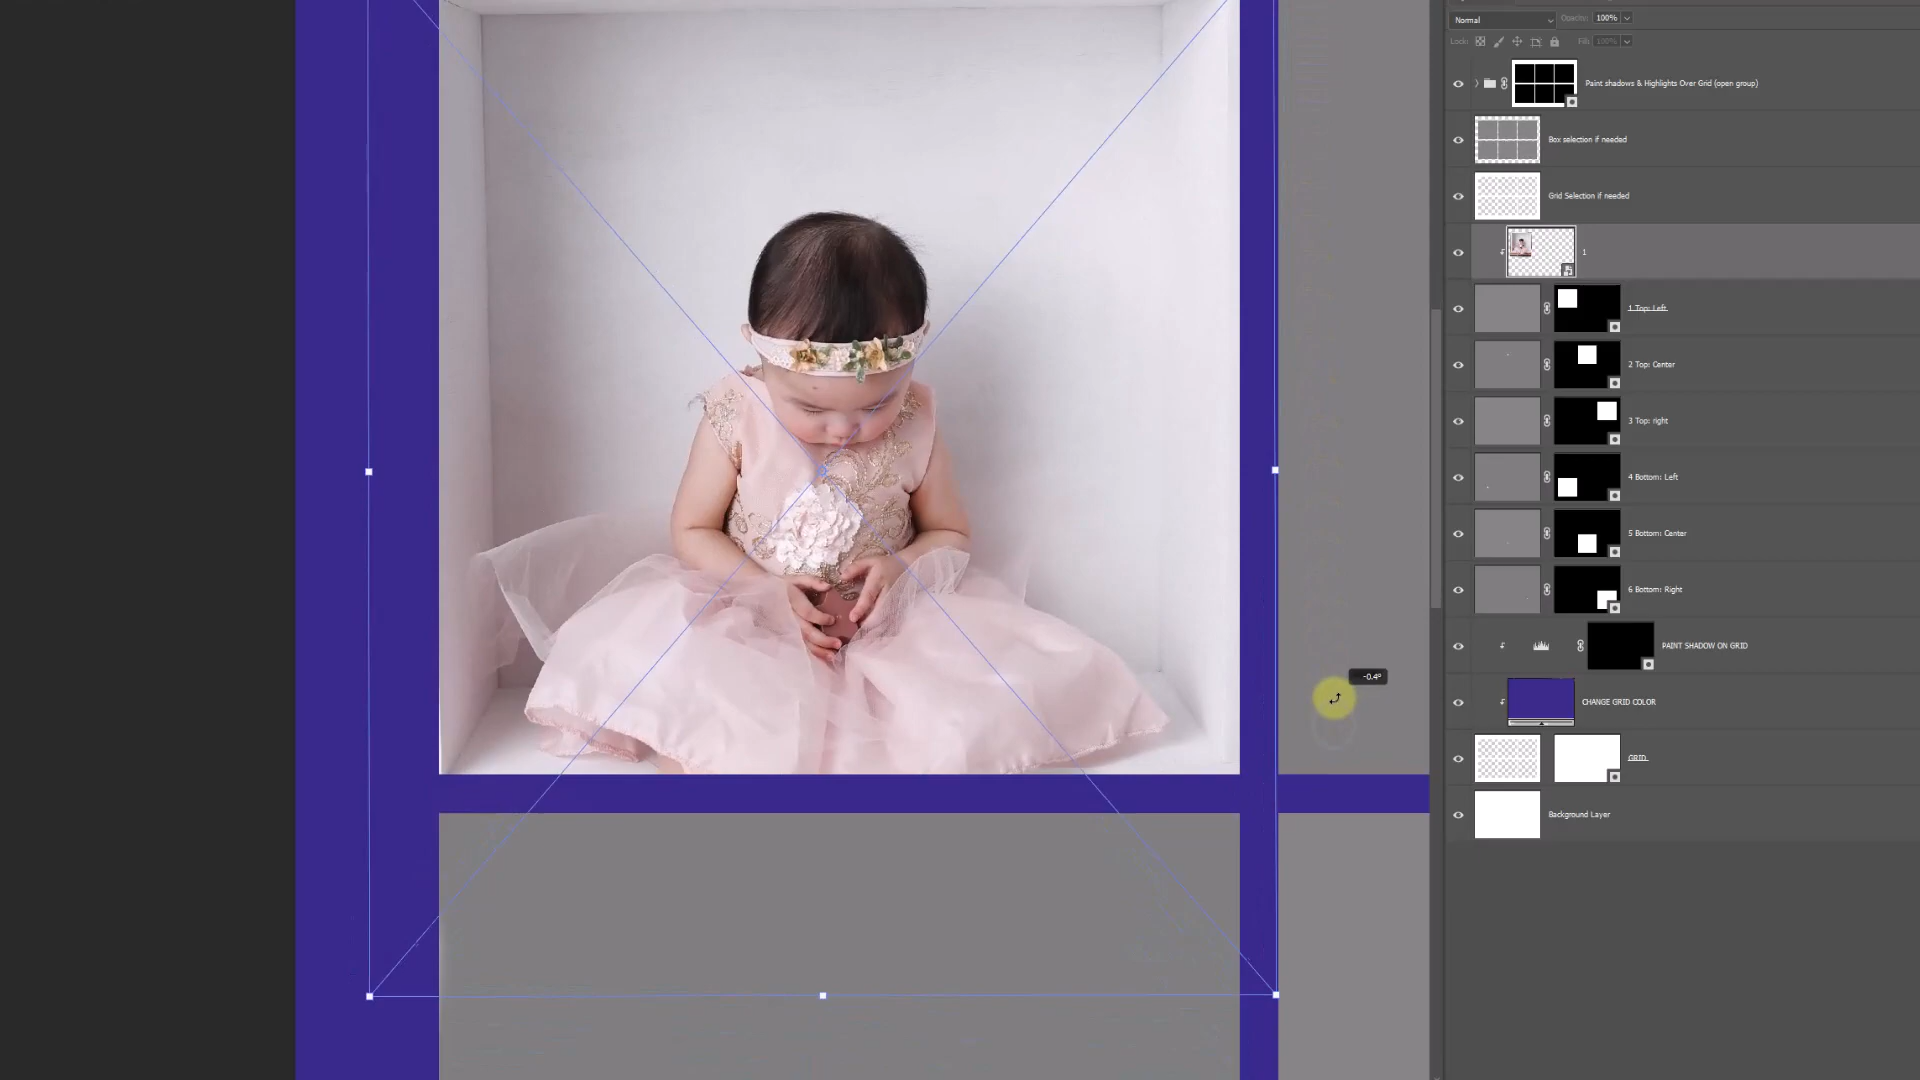 Normal
Opacity:
100%
Lock:
Fill:
100%
Paint shadows & Highlights Over Grid (open group)
Box selection if needed
Grid Selection if needed
1
1 Top: Left
2 Top: Center
3 Top: right
4 Bottom: Left
5 Bottom: Center
6 Bottom: Right
PAINT SHADOW ON GRID
-0.4°
CHANGE GRID COLOR
GRID
Background Layer